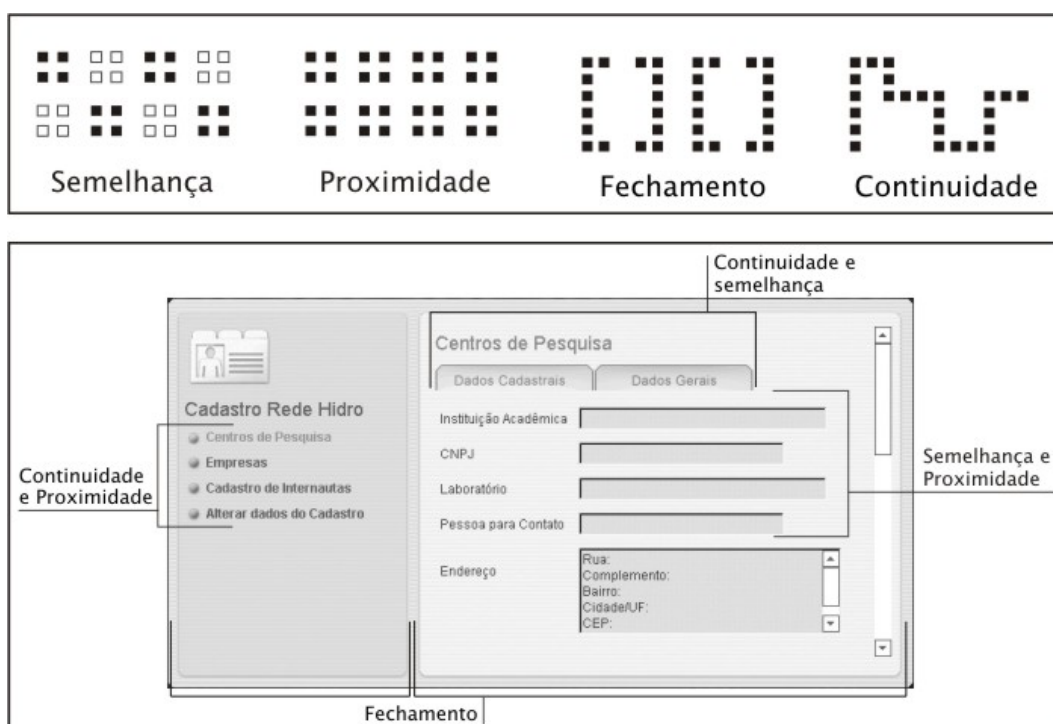 Semelhança
Proximidade
Fechamento
Continuidade
Continuidade e
semelhança
Centros de Pesquisa
Dados Cadastrais
Dados Gerais
Cadastro Rede Hidro
Centros de Pesquisa
Empresas
Cadastro de Internautas
Alterar dados do Cadastro
Continuidade
e Proximidade
Instituição Acadêmica
CNPJ
Laboratório
Pessoa para Contato
Endereço
Rua:
Complemento:
Bairro:
Cidade/UF:
CEP:
Semelhança e
Proximidade
Fechamento